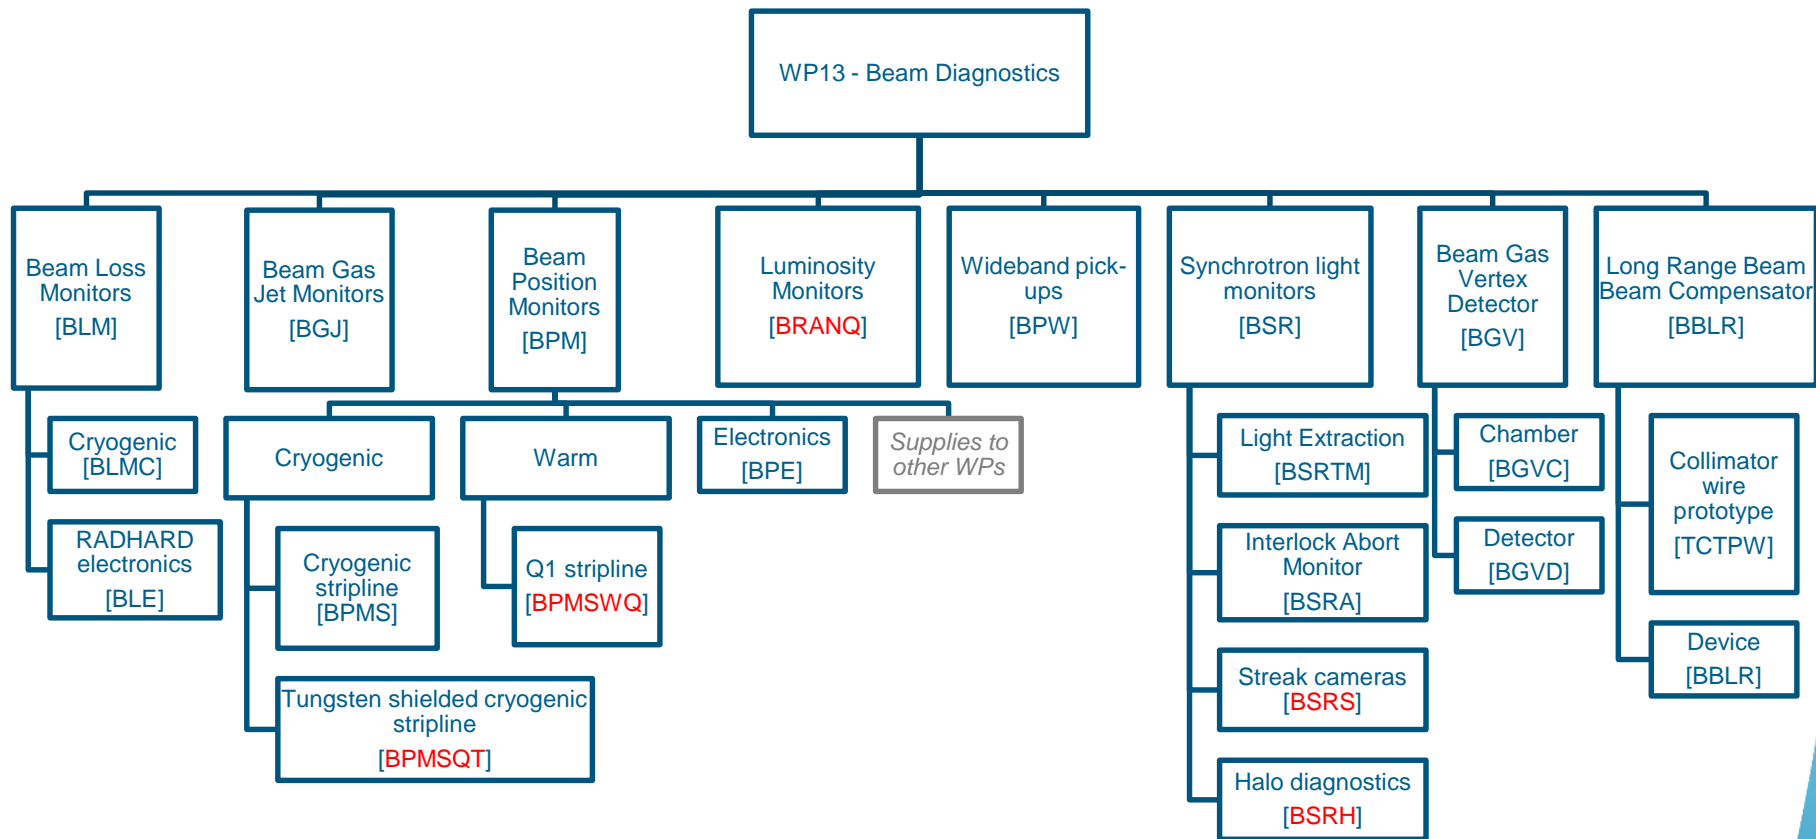 WP13 - Beam Diagnostics
Beam Loss
Monitors
[BLM]
Beam Gas
Jet Monitors
[BGJ]
Beam
Position
Monitors
[BPM]
Luminosity
Monitors
[BRANQ]
Wideband pick-
ups
[BPW]
Synchrotron light
monitors
[BSR]
Beam Gas
Vertex
Detector
[BGV]
Long Range Beam
Beam Compensator
[BBLR]
Cryogenic
[BLMC]
RADHARD
electronics
[BLE]
Cryogenic
Cryogenic
stripline
[BPMS]
Tungsten shielded cryogenic
stripline
[BPMSQT]
Warm
Q1 stripline
[BPMSWQ]
Electronics
[BPE]
Supplies to
other WPs
Light Extraction
[BSRTM]
Interlock Abort
Monitor
[BSRA]
Streak cameras
[BSRS]
Halo diagnostics
[BSRH]
Chamber
[BGVC]
Detector
[BGVD]
Collimator
wire
prototype
[TCTPW]
Device
[BBLR]